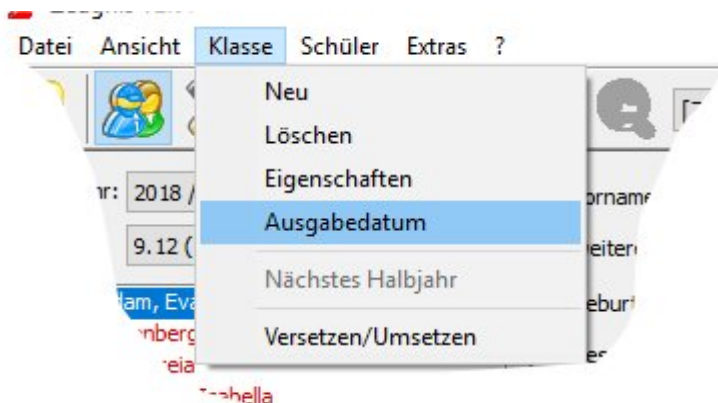 Datei Ansicht Klasse Schüler Extras ?
Neu
Löschen
Eigenschaften
Ausgabedatum
Nächstes Halbjahr
Versetzen/Umsetzen
2018 /
9.12 (